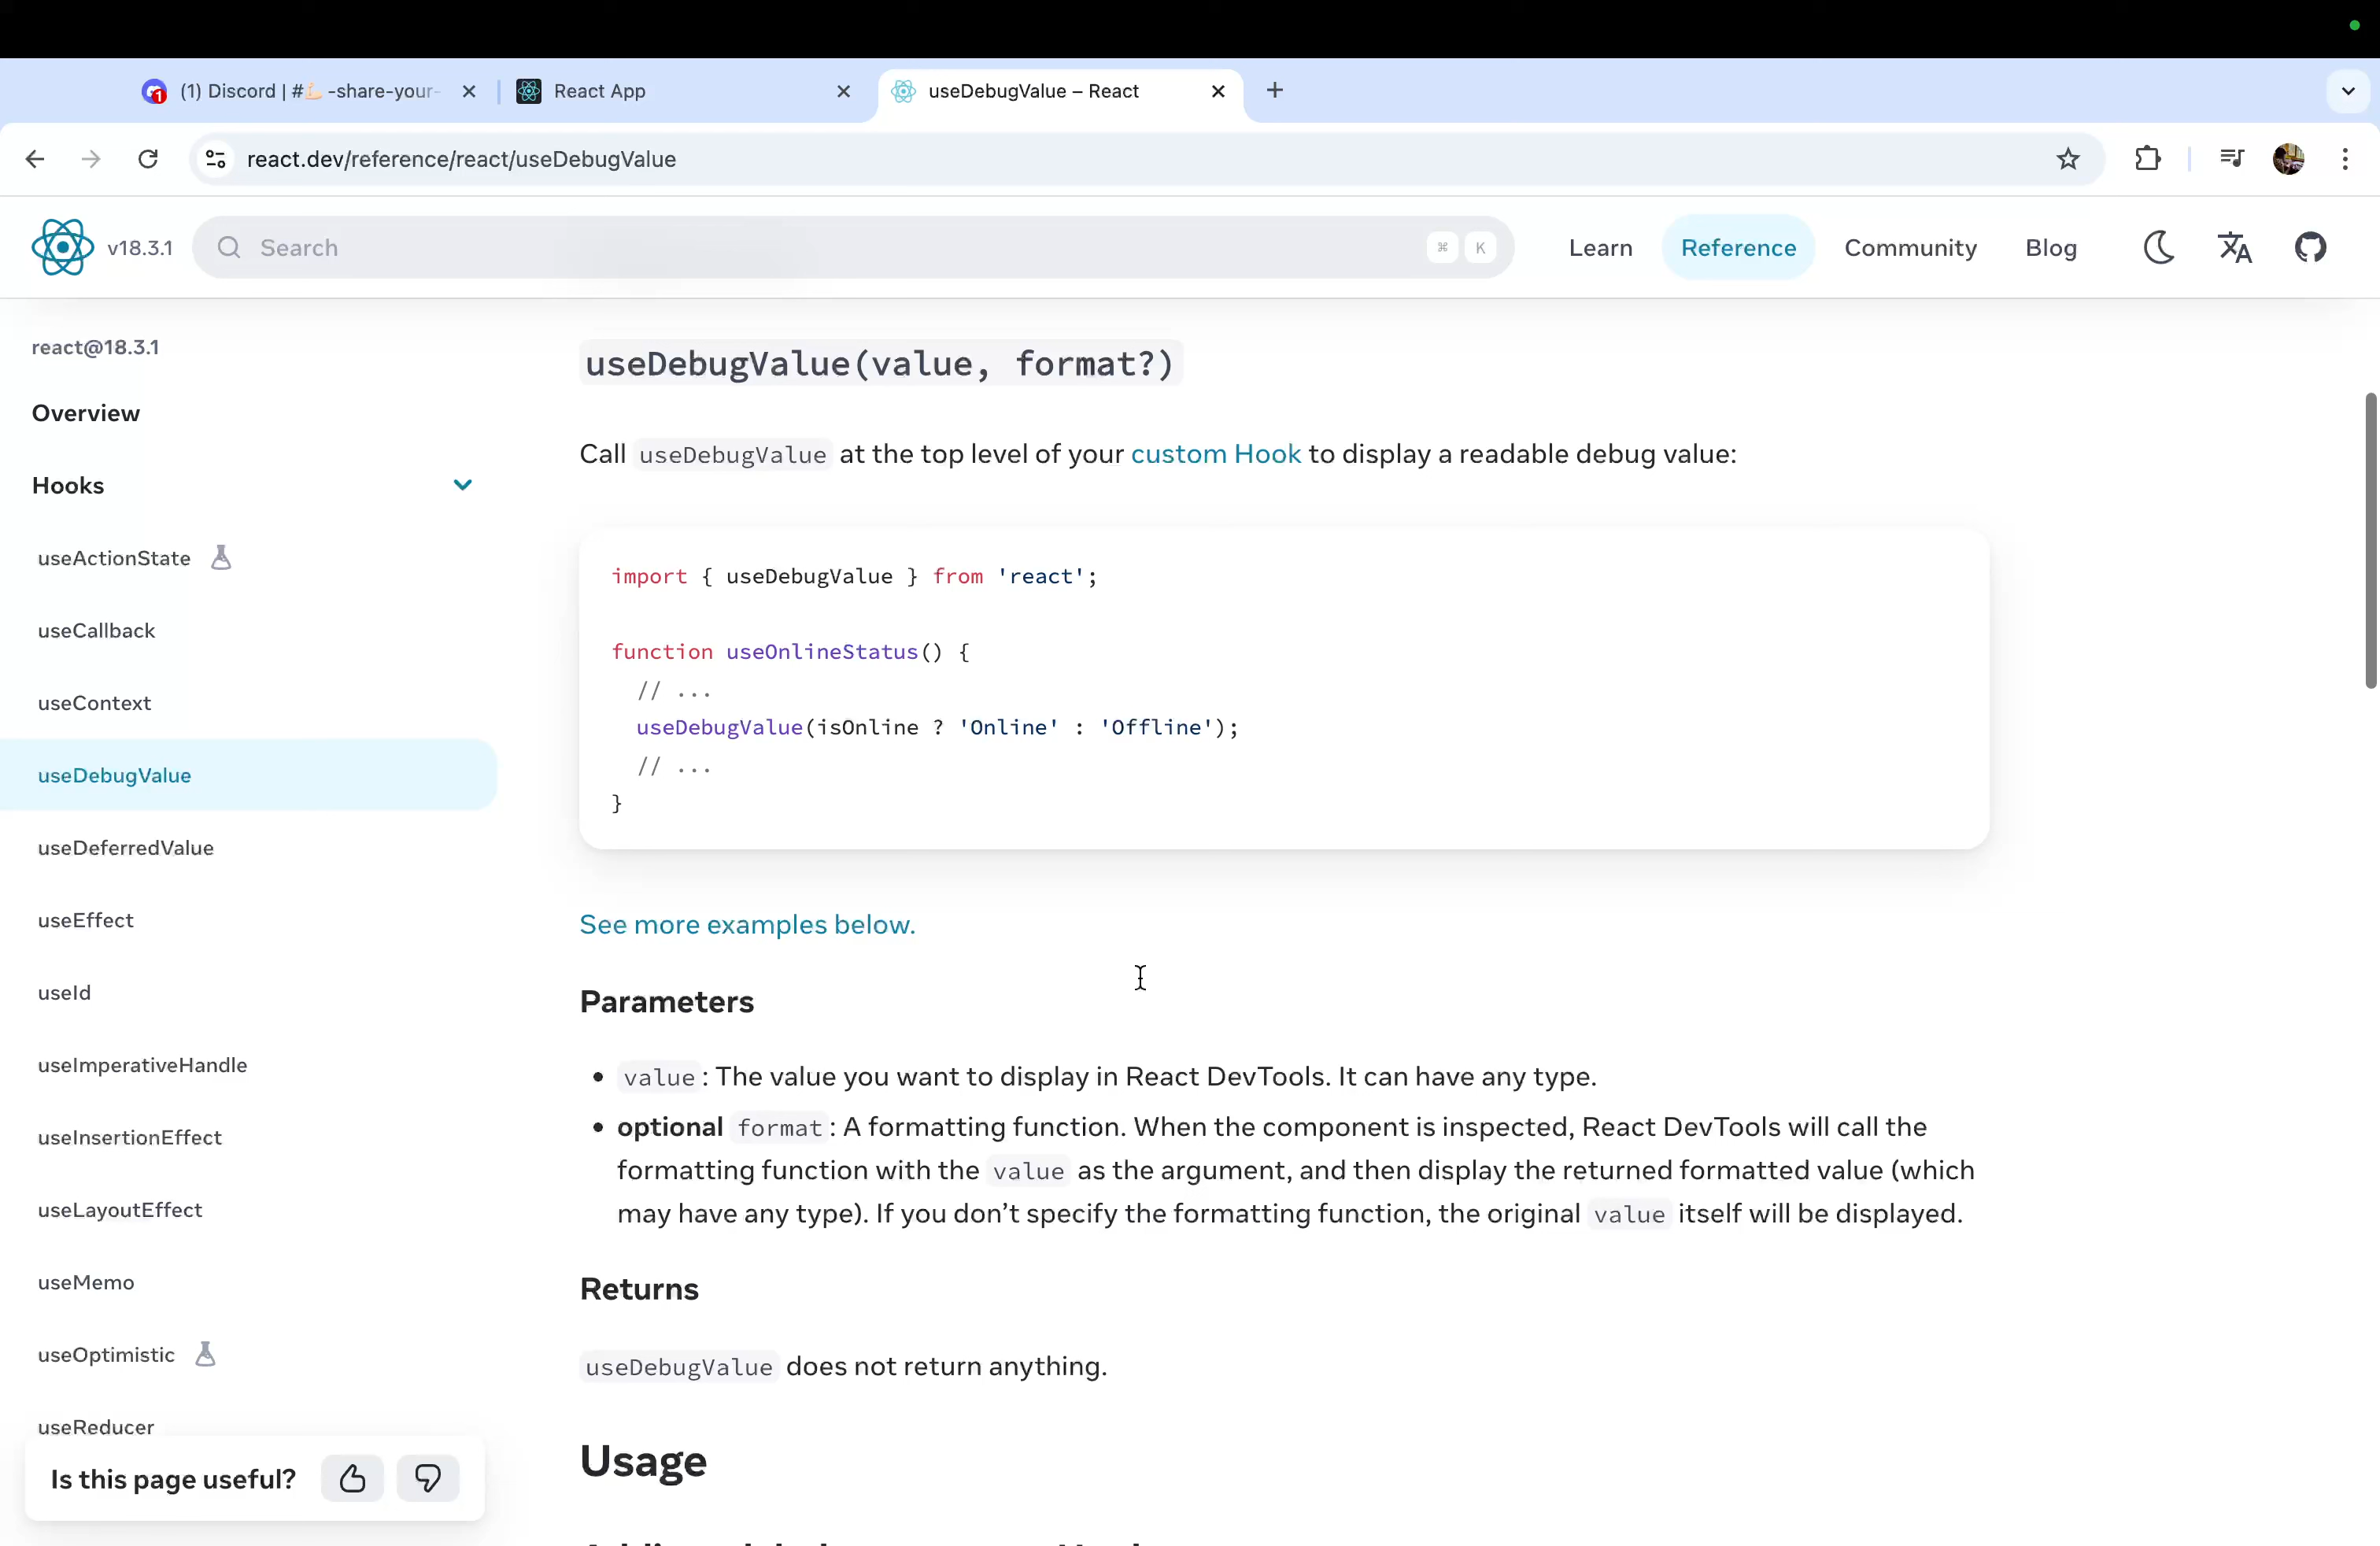 (1) Discord | #💪🏻-share-your-
React App
useDebugValue – React
react.dev/reference/react/useDebugValue
v18.3.1
Search
⌘ K
Learn
Reference
Community
Blog
react@18.3.1
Overview
Hooks
useActionState
useCallback
useContext
useDebugValue
useDeferredValue
useEffect
useId
useImperativeHandle
useInsertionEffect
useLayoutEffect
useMemo
useOptimistic
useReducer
Is this page useful?
useDebugValue(value, format?)
Call useDebugValue at the top level of your custom Hook to display a readable debug value:
import { useDebugValue } from 'react';
function useOnlineStatus() {
// ...
useDebugValue(isOnline ? 'Online' : 'Offline');
// ...
}
See more examples below.
Parameters
• value: The value you want to display in React DevTools. It can have any type.
• optional format: A formatting function. When the component is inspected, React DevTools will call the
formatting function with the value as the argument, and then display the returned formatted value (which
may have any type). If you don’t specify the formatting function, the original value itself will be displayed.
Returns
useDebugValue does not return anything.
Usage